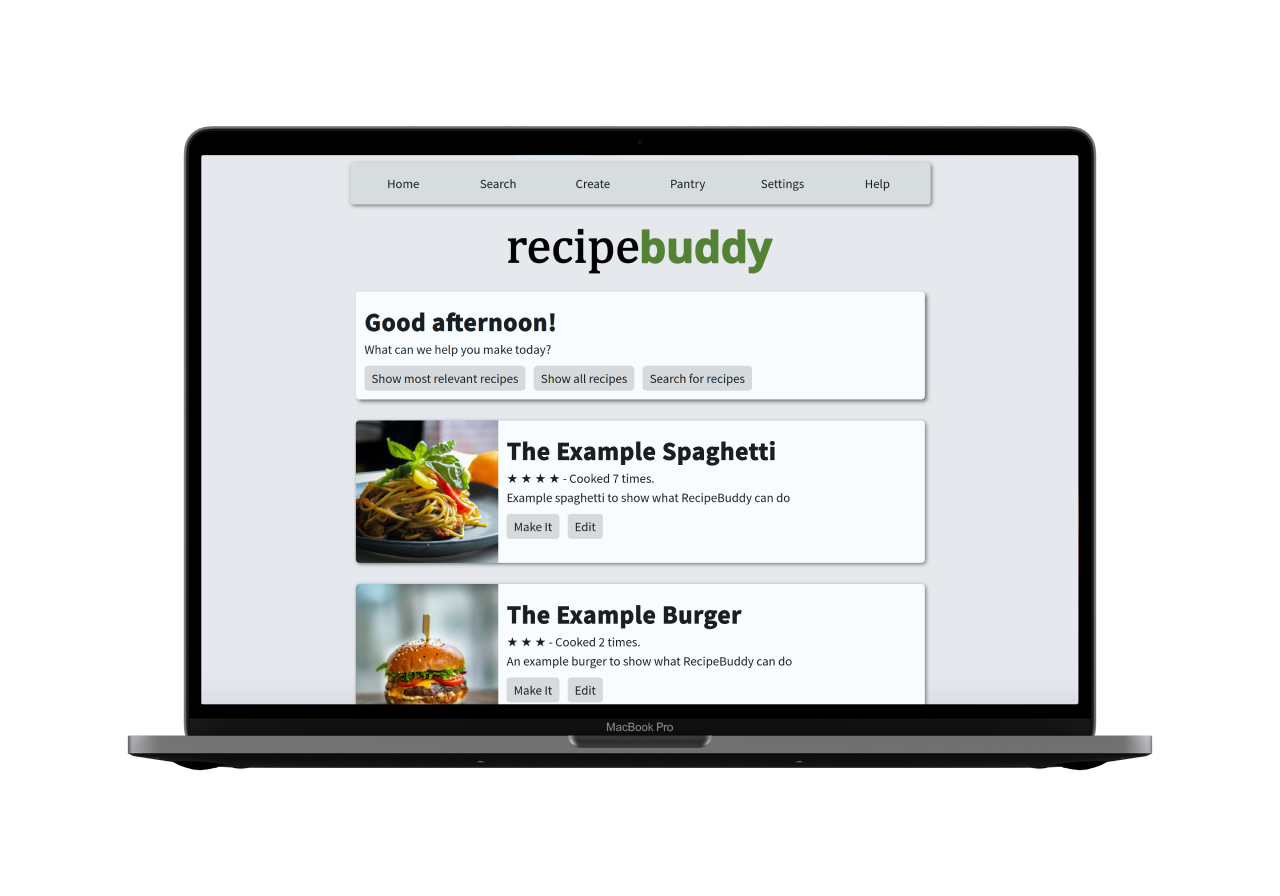 Home Search Create Pantry Settings Help
recipebuddy
Good afternoon!
What can we help you make today?
Show most relevant recipes Show all recipes Search for recipes
The Example Spaghetti
★ ★ ★ ★ - Cooked 7 times.
Example spaghetti to show what RecipeBuddy can do
Make It Edit
The Example Burger
★ ★ ★ - Cooked 2 times.
An example burger to show what RecipeBuddy can do
Make It Edit
MacBook Pro